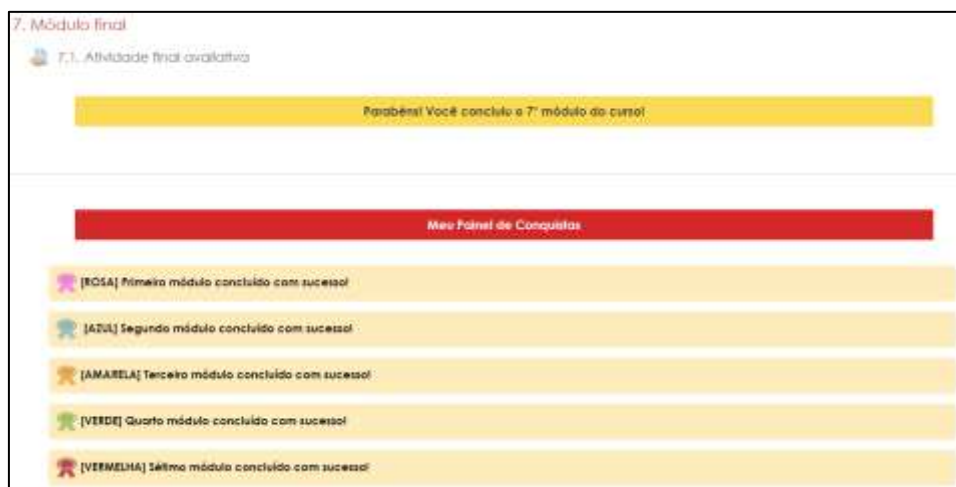 7. Módulo final
7.1. Atividade final avaliativa
Parabéns! Você concluiu o 7° módulo do curso!
Meu Painel de Conquistas
[ROSA] Primeiro módulo concluído com sucesso!
[AZUL] Segundo módulo concluído com sucesso!
[AMARELA] Terceiro módulo concluído com sucesso!
[VERDE] Quarto módulo concluído com sucesso!
[VERMELHA] Sétimo módulo concluído com sucesso!